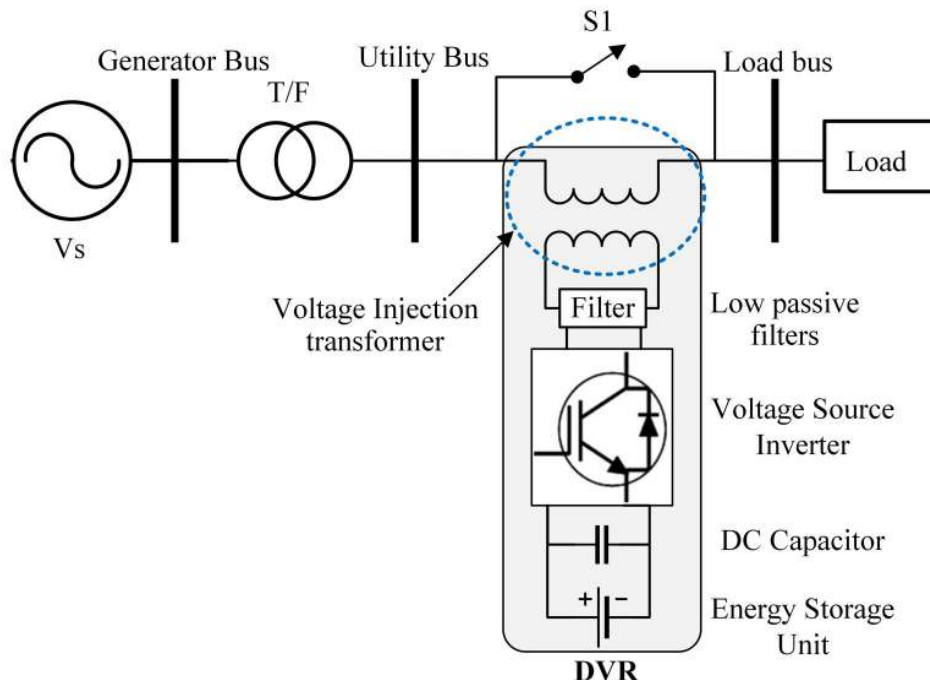 S1
Generator Bus
Utility Bus
Load bus
T/F
Load
Vs
Voltage Injection
transformer
Filter
Low passive
filters
Voltage Source
Inverter
DC Capacitor
+ −
Energy Storage
Unit
DVR